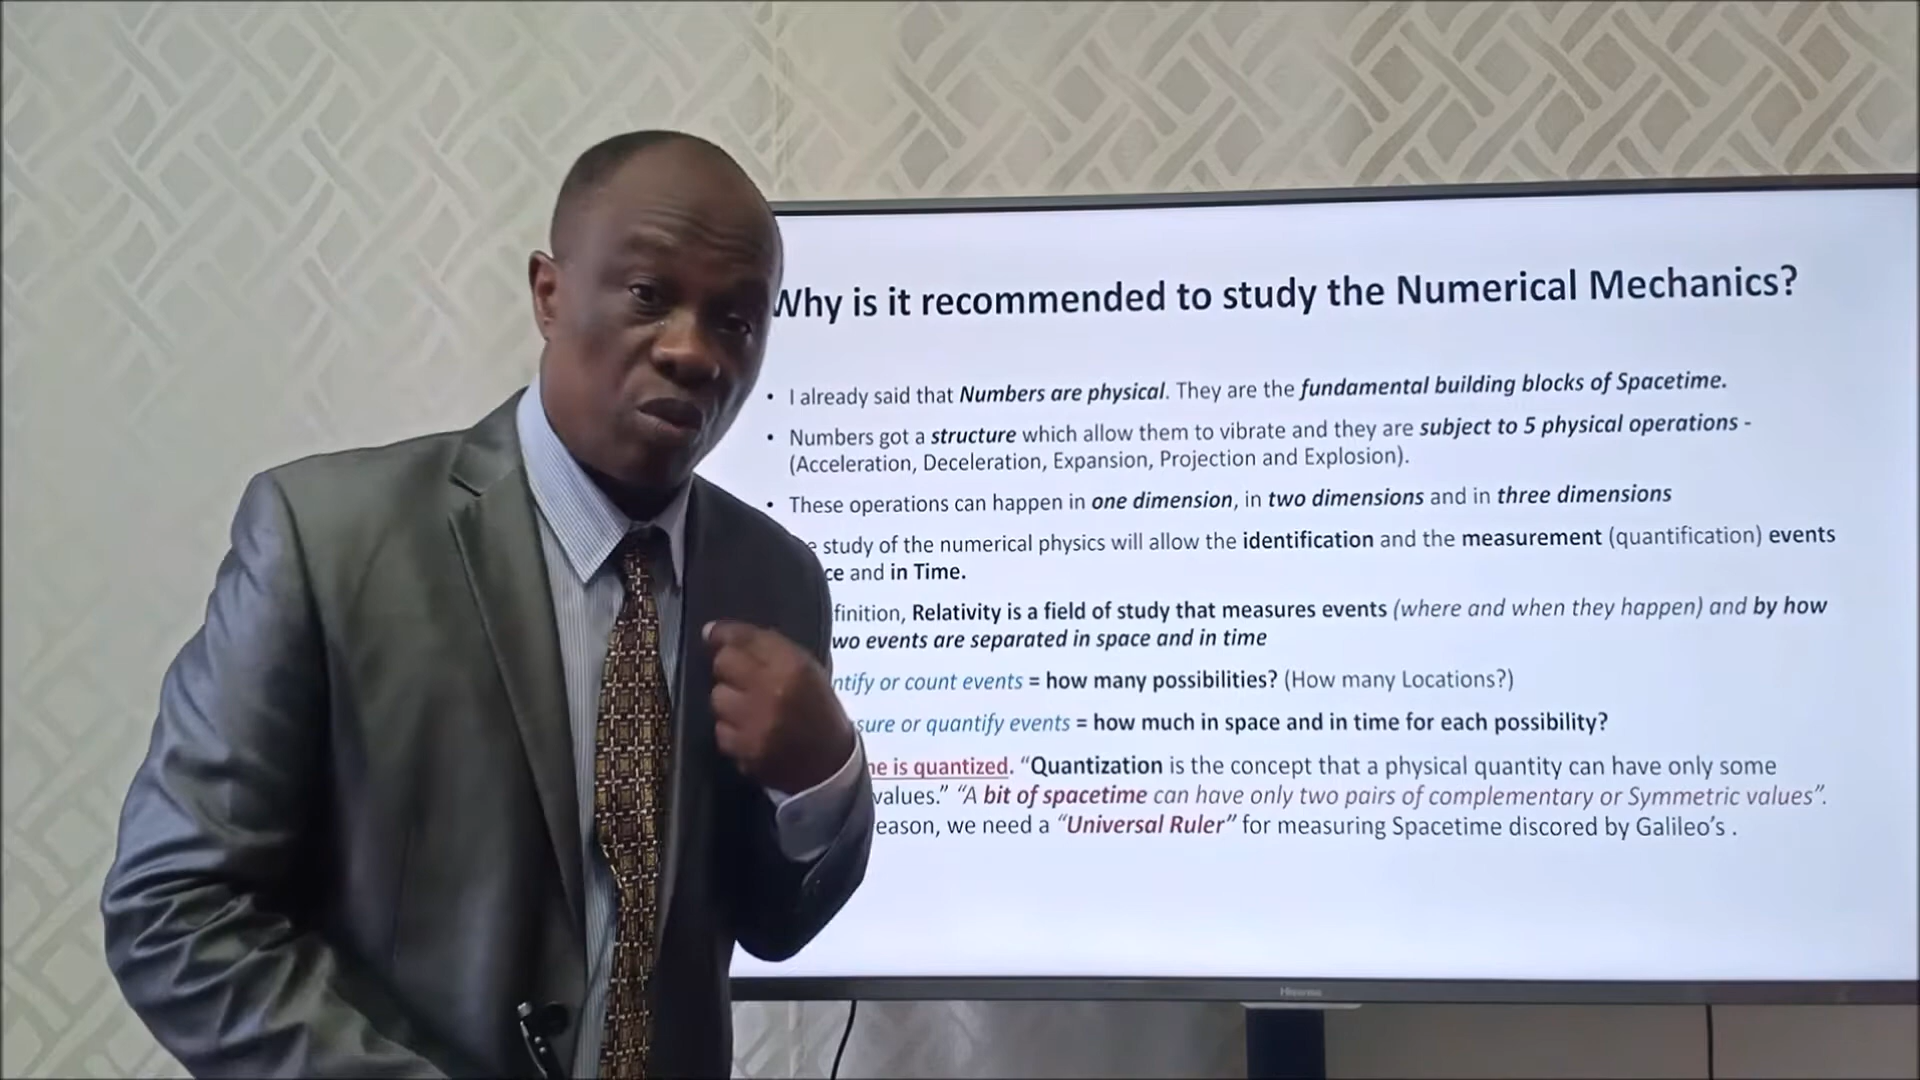 Why is it recommended to study the Numerical Mechanics?
• I already said that Numbers are physical. They are the fundamental building blocks of Spacetime.
• Numbers got a structure which allow them to vibrate and they are subject to 5 physical operations -
(Acceleration, Deceleration, Expansion, Projection and Explosion).
• These operations can happen in one dimension, in two dimensions and in three dimensions
study of the numerical physics will allow the identification and the measurement (quantification) events
and in Time.
Relativity is a field of study that measures events (where and when they happen) and by how
events are separated in space and in time
or count events = how many possibilities? (How many Locations?)
or quantify events = how much in space and in time for each possibility?
is quantized. “Quantization is the concept that a physical quantity can have only some
values.” “A bit of spacetime can have only two pairs of complementary or Symmetric values”.
we need a “Universal Ruler” for measuring Spacetime discored by Galileo’s .
Hisense